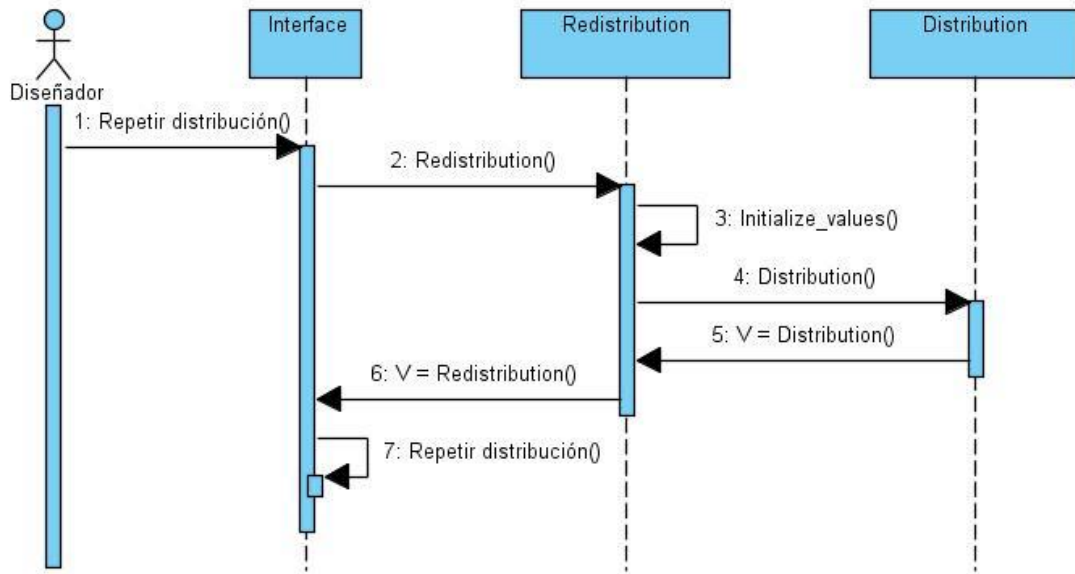 Interface
Redistribution
Distribution
Diseñador
1: Repetir distribución()
2: Redistribution()
3: Initialize_values()
4: Distribution()
5: V = Distribution()
6: V = Redistribution()
7: Repetir distribución()